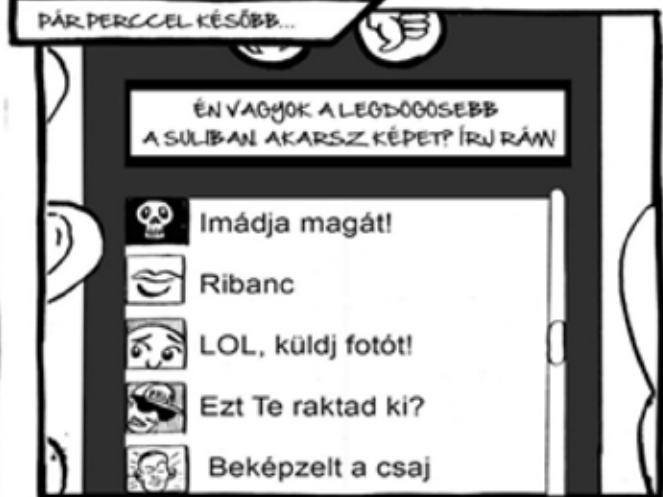 PÁR PERCCEL KÉSŐBB...
ÉN VAGYOK A LEGDÖGÖSEBB
A SULIBAN. AKARSZ KÉPET? ÍRJ RÁM!
Imádja magát!
Ribanc
LOL, küldj fotót!
Ezt Te raktad ki?
Beképzelt a csaj